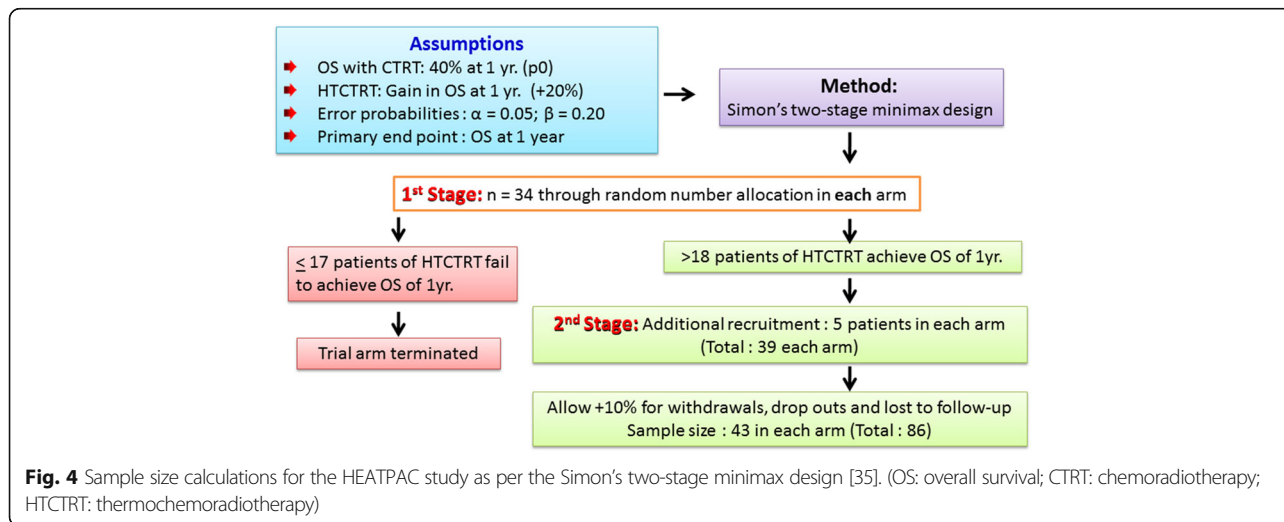 Assumptions
OS with CTRT: 40% at 1 yr. (p0)
HTCTRT: Gain in OS at 1 yr. (+20%)
Error probabilities : α = 0.05; β = 0.20
Primary end point : OS at 1 year
Method:
Simon's two-stage minimax design
1st Stage: n = 34 through random number allocation in each arm
≤ 17 patients of HTCTRT fail
to achieve OS of 1yr.
Trial arm terminated
>18 patients of HTCTRT achieve OS of 1yr.
2nd Stage: Additional recruitment : 5 patients in each arm
(Total : 39 each arm)
Allow +10% for withdrawals, drop outs and lost to follow-up
Sample size : 43 in each arm (Total : 86)
Fig. 4 Sample size calculations for the HEATPAC study as per the Simon's two-stage minimax design [35]. (OS: overall survival; CTRT: chemoradiotherapy;
HTCTRT: thermochemoradiotherapy)